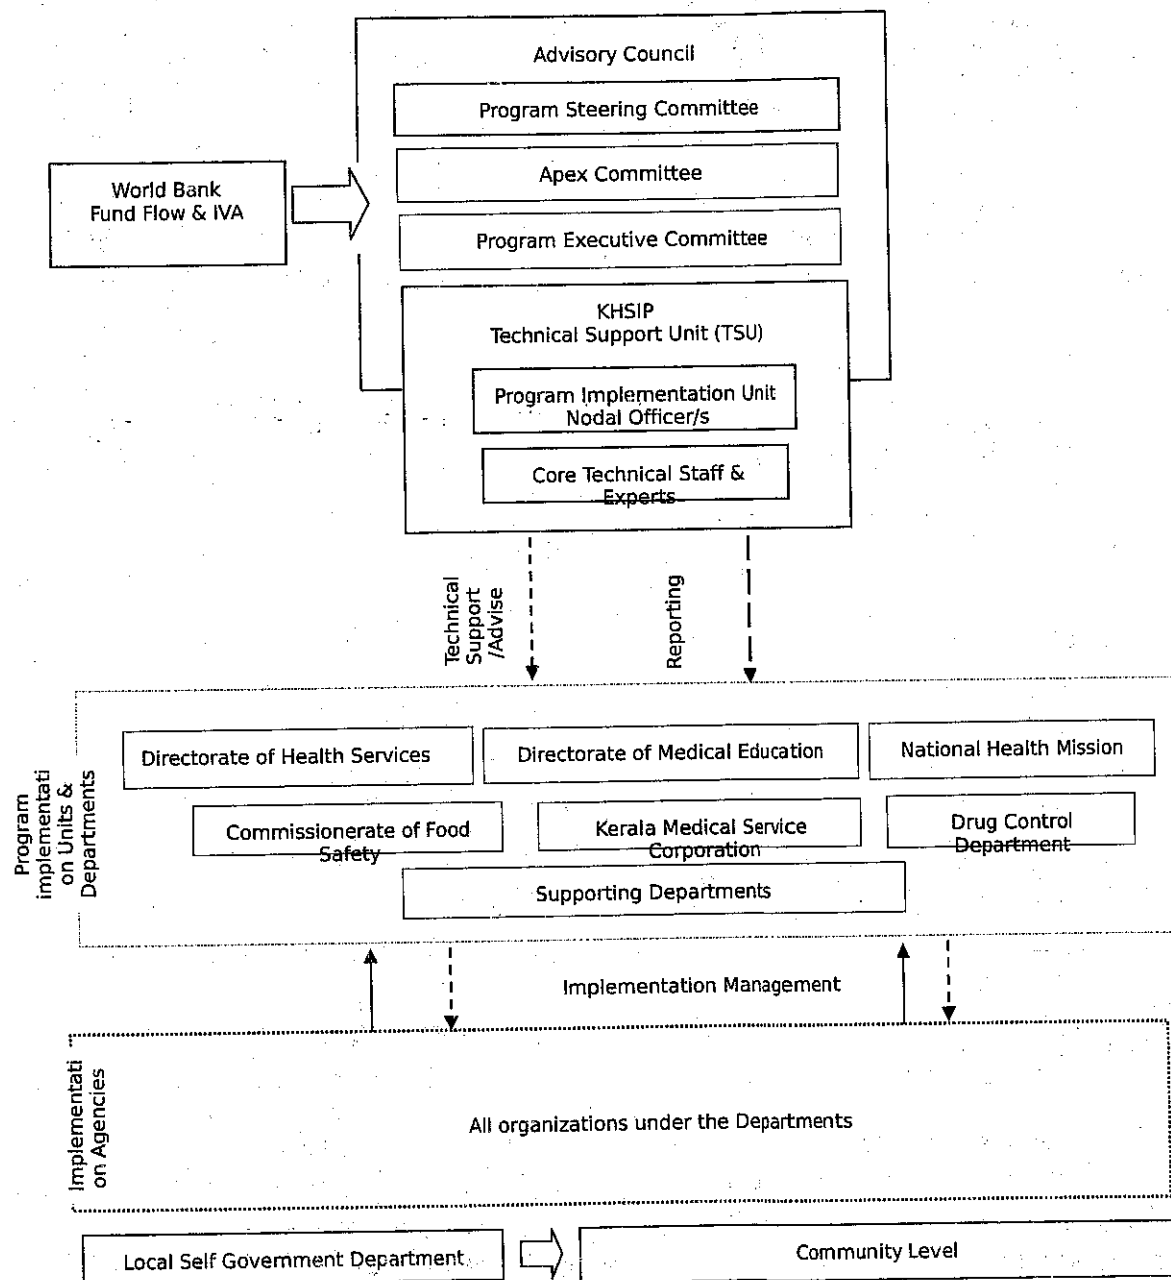 Advisory Council
Program Steering Committee
Apex Committee
Program Executive Committee
World Bank
Fund Flow & IVA
KHSIP
Technical Support Unit (TSU)
Program Implementation Unit
Nodal Officer/s
Core Technical Staff &
Experts
Technical
Support
/Advise
Reporting
Program
implementati
on Units &
Departments
Directorate of Health Services
Directorate of Medical Education
National Health Mission
Commissionerate of Food
Safety
Kerala Medical Service
Corporation
Drug Control
Department
Supporting Departments
Implementation Management
Implementati
on Agencies
All organizations under the Departments
Local Self Government Department
Community Level